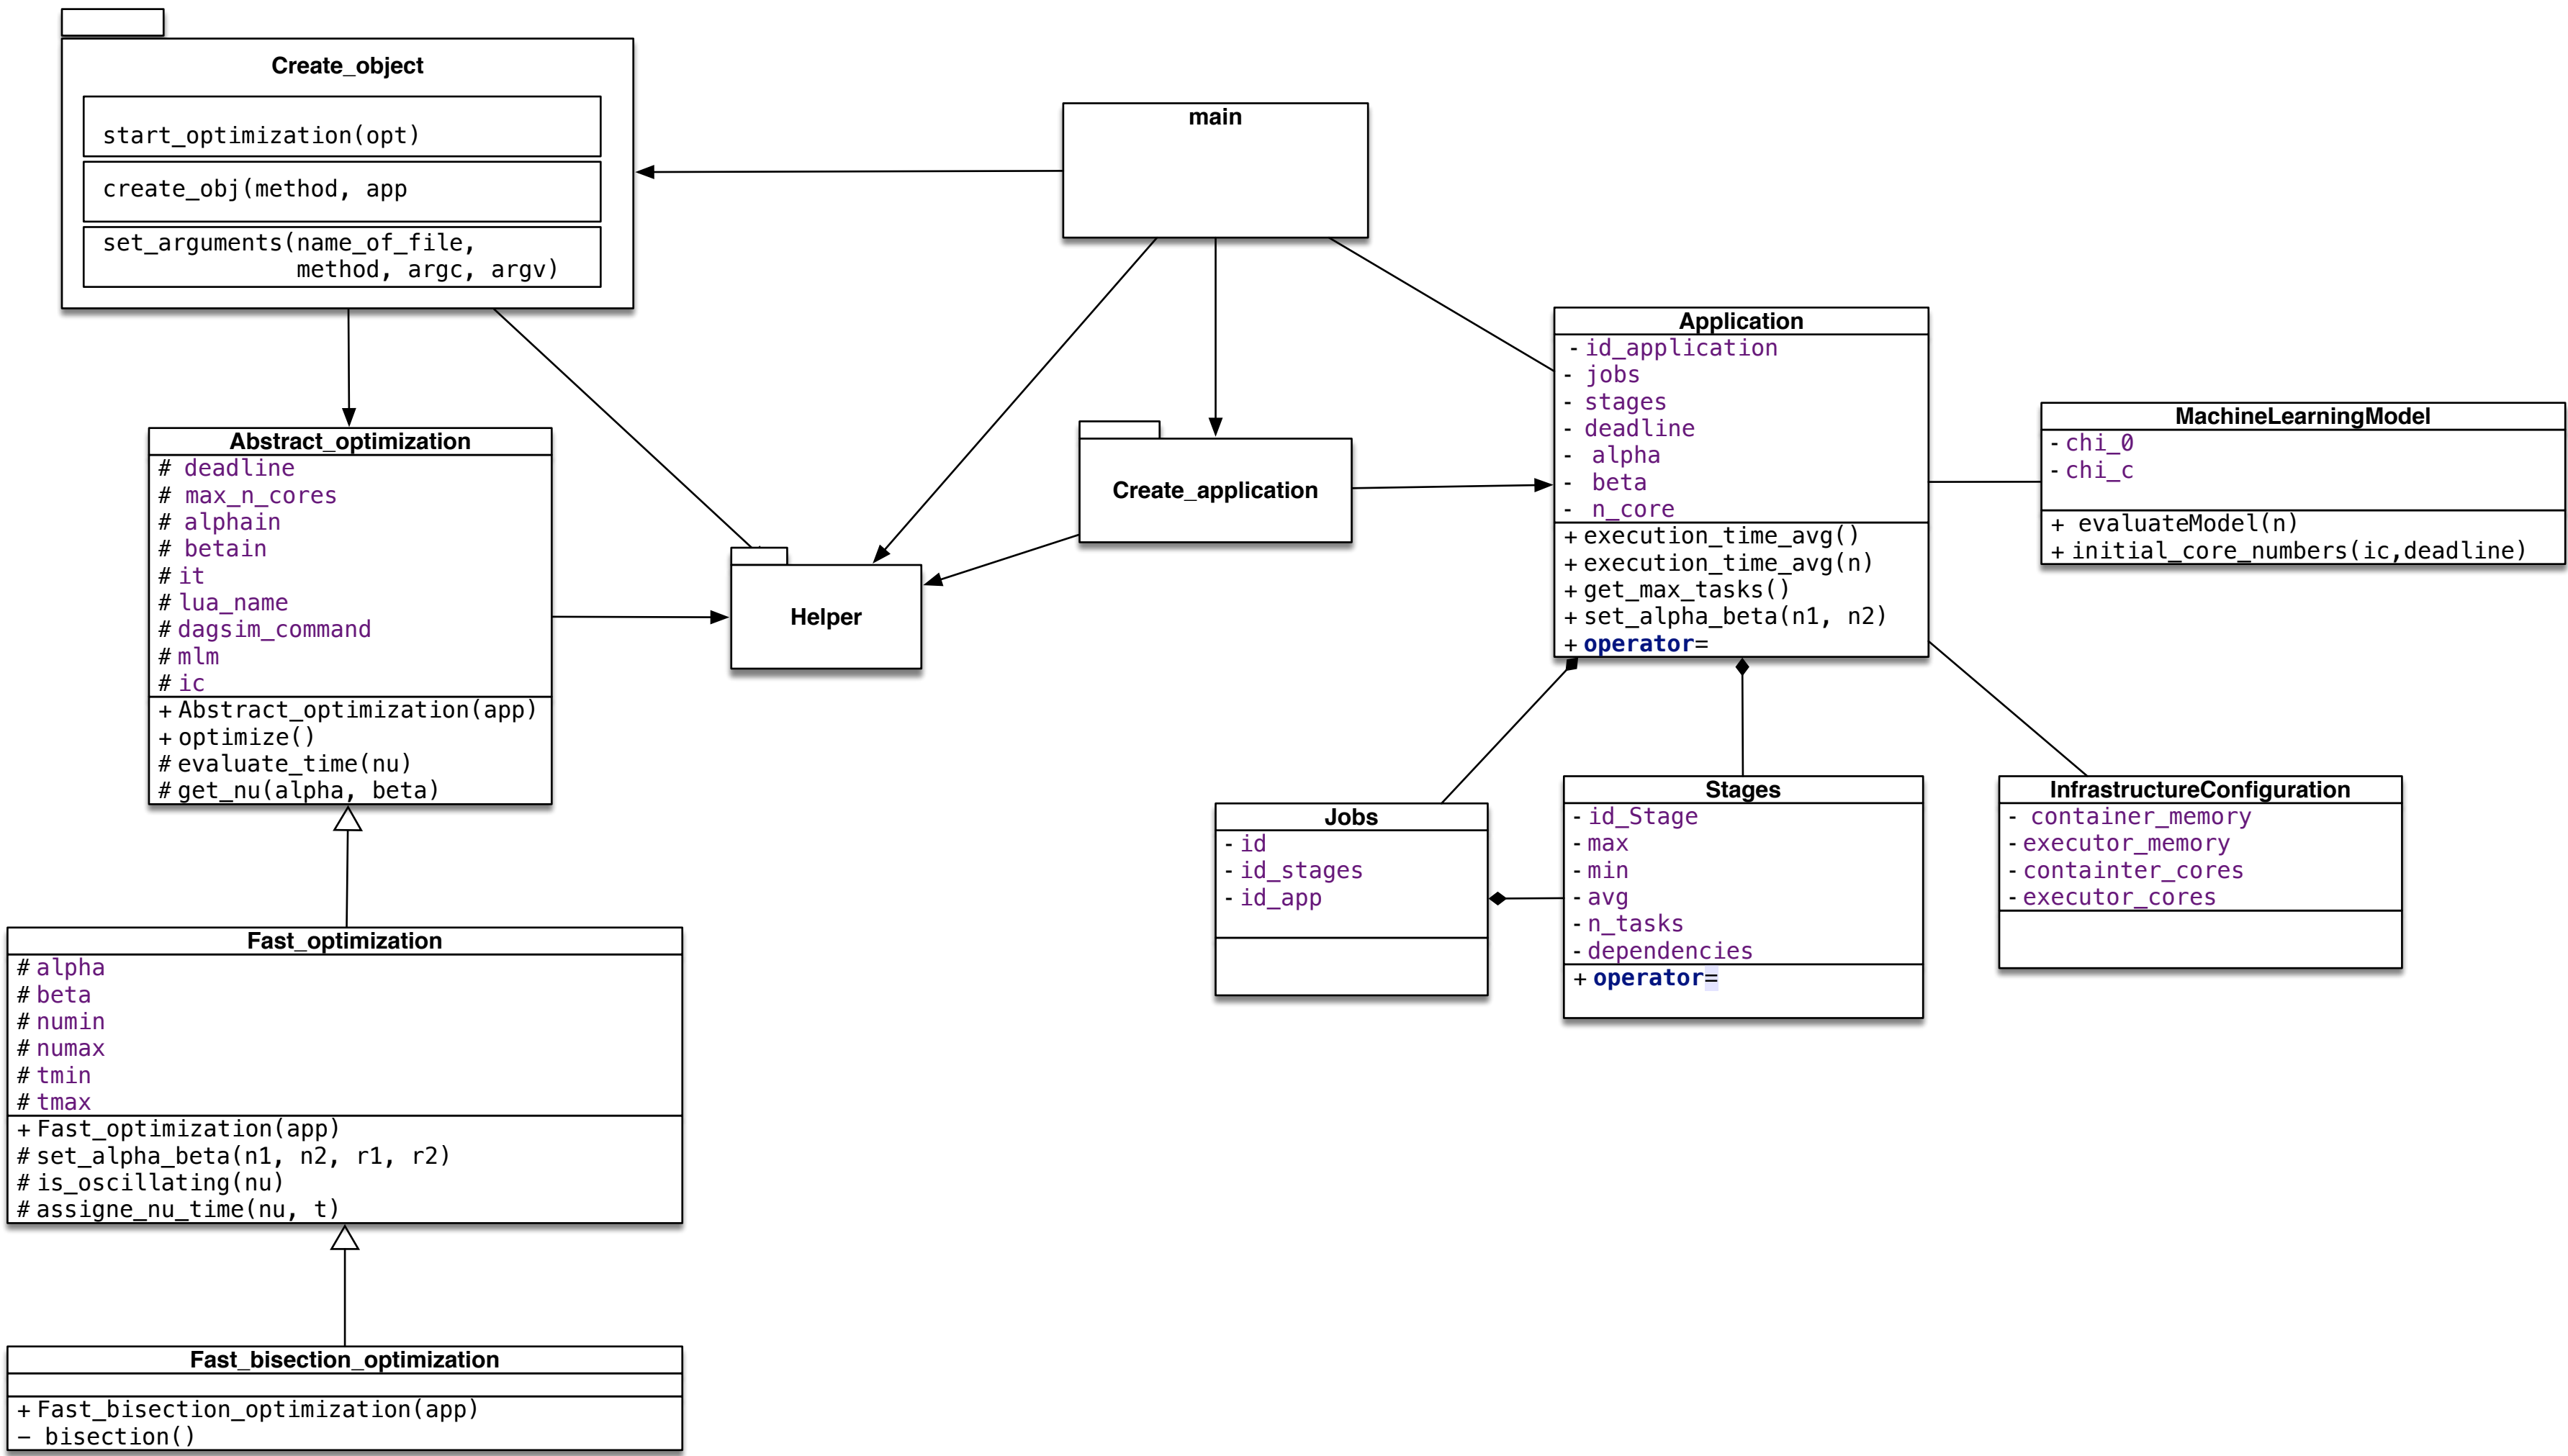 Create_object
start_optimization(opt)
create_obj(method, app
set_arguments(name_of_file,
method, argc, argv)
main
Application
- id_application
- jobs
- stages
- deadline
- alpha
- beta
- n_core
+ execution_time_avg()
+ execution_time_avg(n)
+ get_max_tasks()
+ set_alpha_beta(n1, n2)
+ operator=
MachineLearningModel
- chi_0
- chi_c
+ evaluateModel(n)
+ initial_core_numbers(ic,deadline)
Create_application
Helper
Abstract_optimization
# deadline
# max_n_cores
# alphain
# betain
# it
# lua_name
# dagsim_command
# mlm
# ic
+ Abstract_optimization(app)
+ optimize()
# evaluate_time(nu)
# get_nu(alpha, beta)
Jobs
- id
- id_stages
- id_app
Stages
- id_Stage
- max
- min
- avg
- n_tasks
- dependencies
+ operator=
InfrastructureConfiguration
- container_memory
- executor_memory
- containter_cores
- executor_cores
Fast_optimization
# alpha
# beta
# numin
# numax
# tmin
# tmax
+ Fast_optimization(app)
# set_alpha_beta(n1, n2, r1, r2)
# is_oscillating(nu)
# assigne_nu_time(nu, t)
Fast_bisection_optimization
+ Fast_bisection_optimization(app)
− bisection()